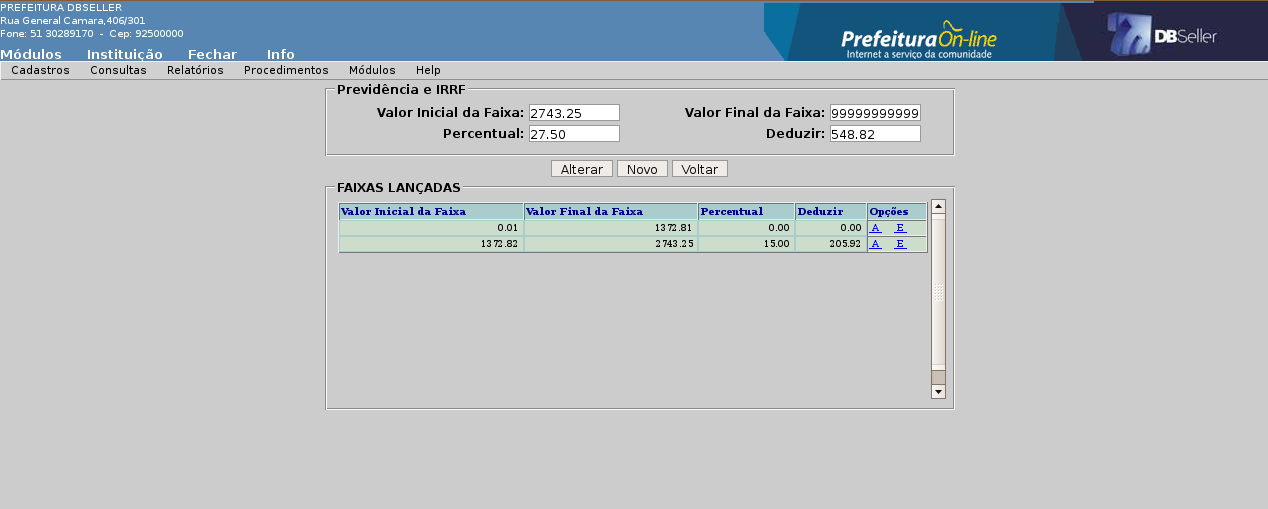 PREFEITURA DBSELLER
Rua General Camara,406/301
Fone: 51 30289170 - Cep: 92500000
Prefeitura On-line
Internet a serviço da comunidade
DBSeller
Módulos Instituição Fechar Info
Cadastros Consultas Relatórios Procedimentos Módulos Help
Previdência e IRRF
Valor Inicial da Faixa: 2743.25 Valor Final da Faixa: 99999999999
Percentual: 27.50 Deduzir: 548.82
Alterar Novo Voltar
FAIXAS LANÇADAS
Valor Inicial da Faixa Valor Final da Faixa Percentual Deduzir Opções
0.01 1372.81 0.00 0.00 A E
1372.82 2743.25 15.00 205.92 A E